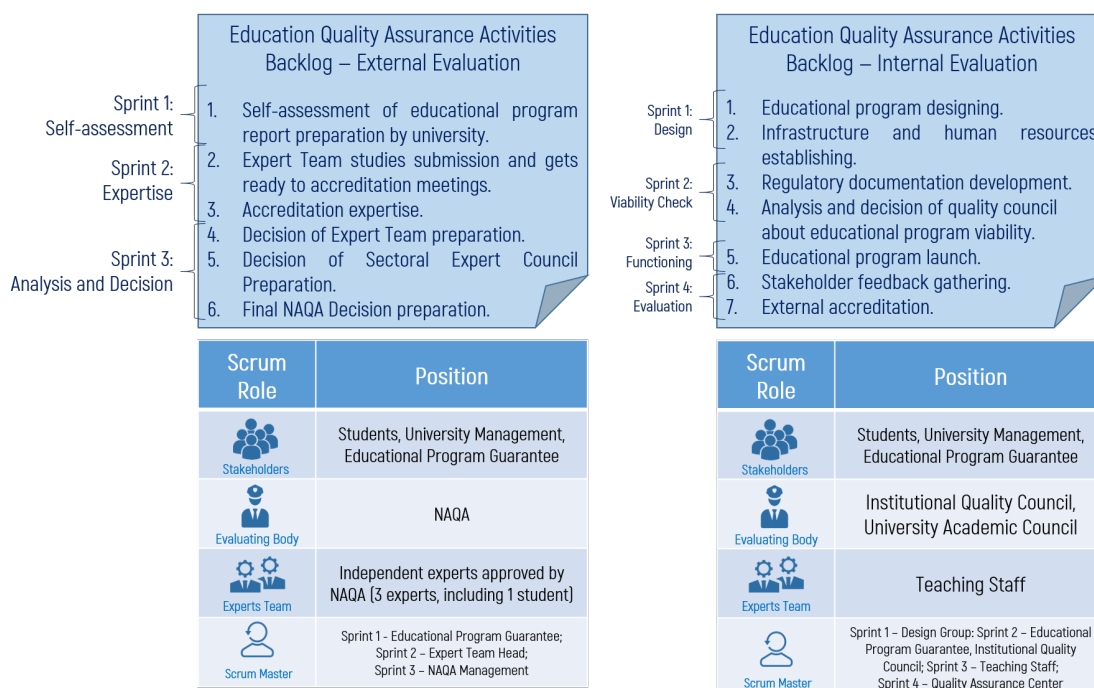 Education Quality Assurance Activities
Backlog – External Evaluation
Sprint 1:
Self-assessment
1. Self-assessment of educational program
report preparation by university.
Sprint 2:
Expertise
2. Expert Team studies submission and gets
ready to accreditation meetings.
3. Accreditation expertise.
Sprint 3:
Analysis and Decision
4. Decision of Expert Team preparation.
5. Decision of Sectoral Expert Council
Preparation.
6. Final NAQA Decision preparation.
Scrum
Role
Position
Stakeholders
Students, University Management,
Educational Program Guarantee
Evaluating Body
NAQA
Experts Team
Independent experts approved by
NAQA (3 experts, including 1 student)
Scrum Master
Sprint 1 - Educational Program Guarantee;
Sprint 2 – Expert Team Head;
Sprint 3 – NAQA Management
Education Quality Assurance Activities
Backlog – Internal Evaluation
Sprint 1:
Design
1. Educational program designing.
2. Infrastructure and human resources
establishing.
Sprint 2:
Viability Check
3. Regulatory documentation development.
4. Analysis and decision of quality council
about educational program viability.
Sprint 3:
Functioning
5. Educational program launch.
Sprint 4:
Evaluation
6. Stakeholder feedback gathering.
7. External accreditation.
Scrum
Role
Position
Stakeholders
Students, University Management,
Educational Program Guarantee
Evaluating Body
Institutional Quality Council,
University Academic Council
Experts Team
Teaching Staff
Scrum Master
Sprint 1 – Design Group: Sprint 2 – Educational
Program Guarantee, Institutional Quality
Council; Sprint 3 – Teaching Staff;
Sprint 4 – Quality Assurance Center